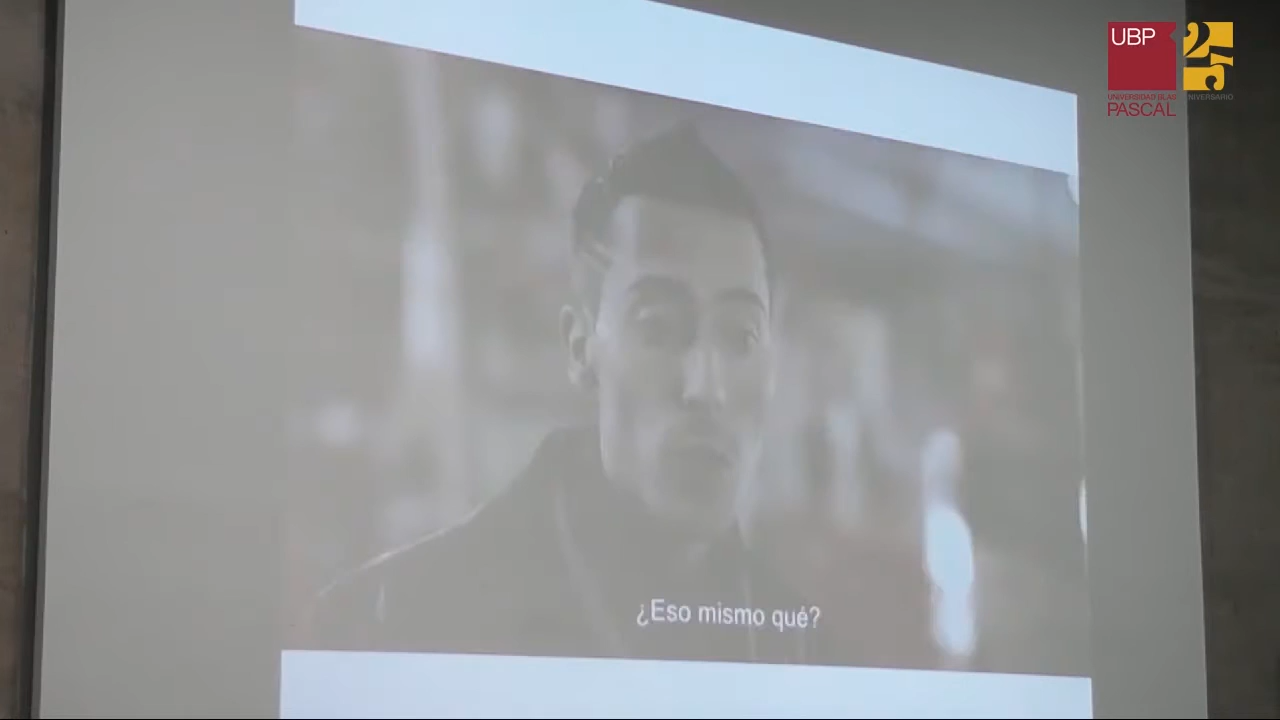 UBP
25
UNIVERSIDAD BLAS
PASCAL
ANIVERSARIO
¿Eso mismo qué?